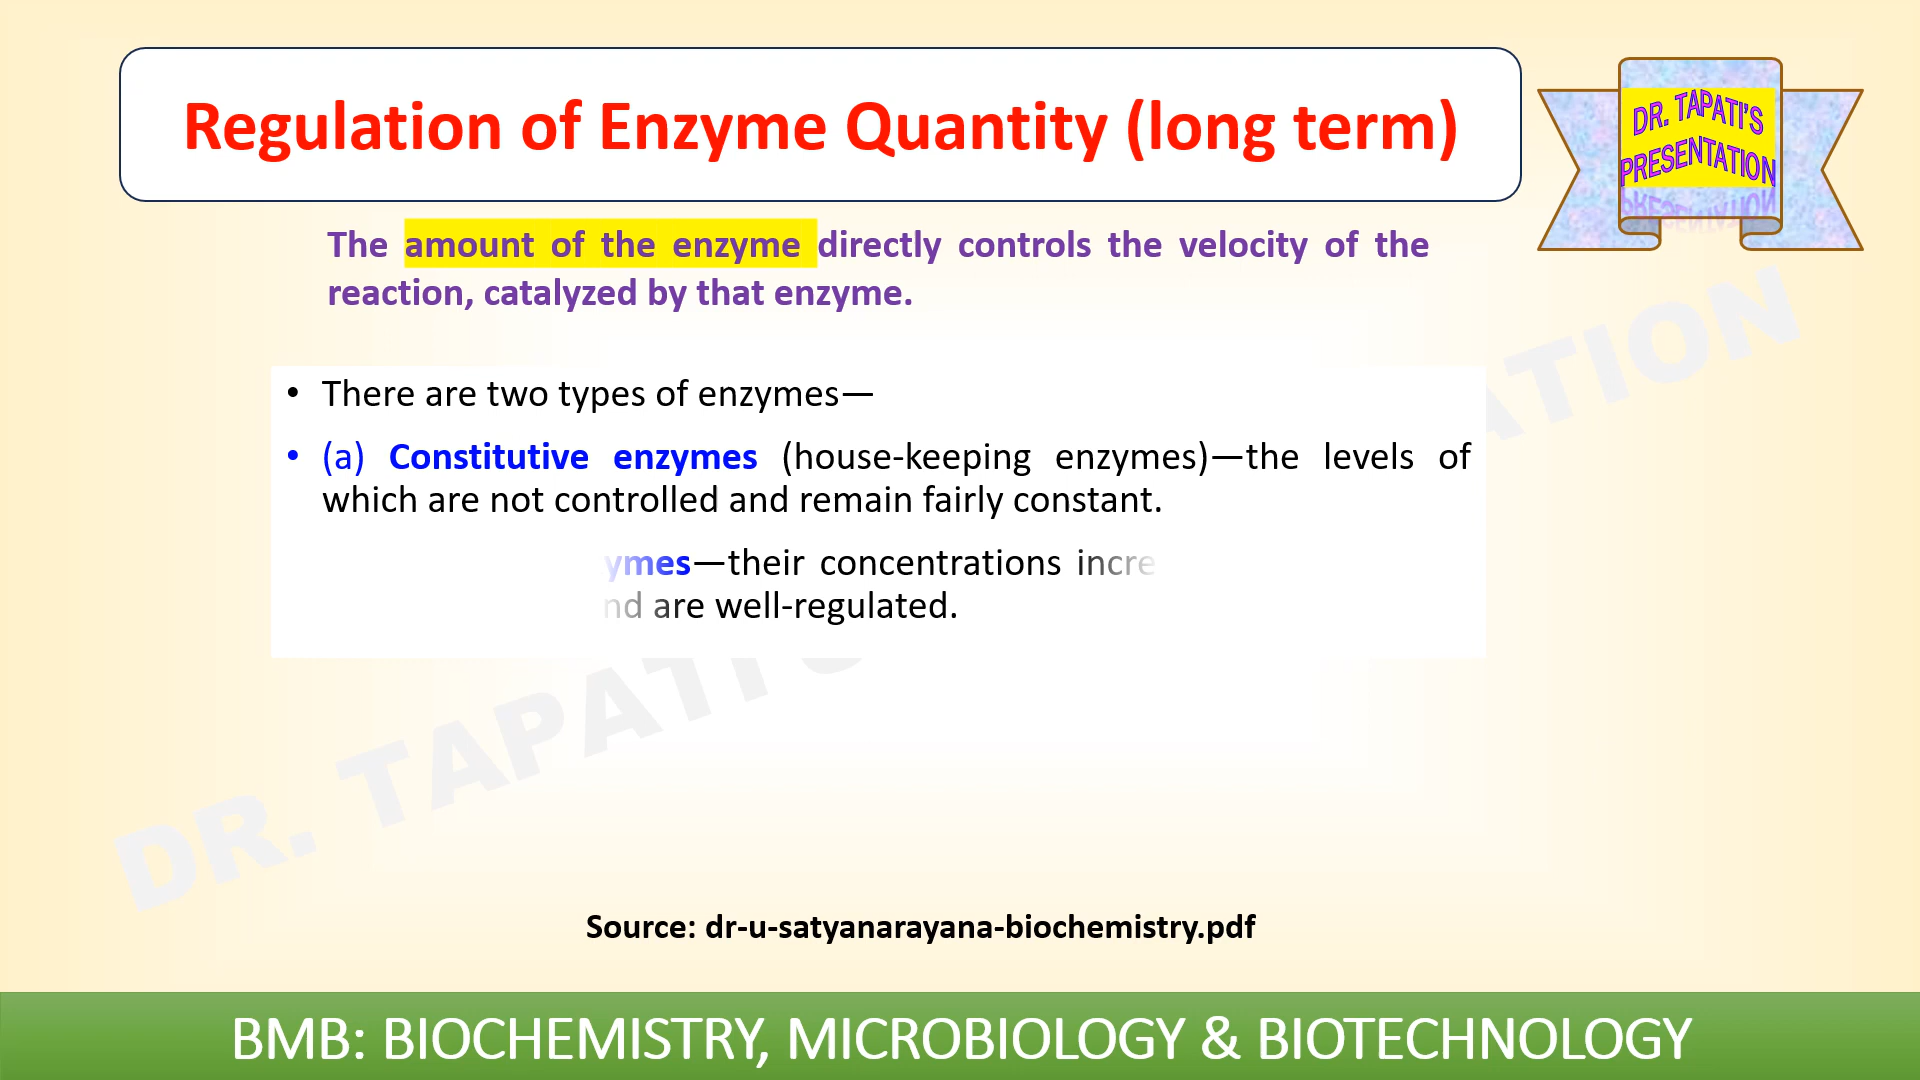 Regulation of Enzyme Quantity (long term)
DR. TAPATI'S
PRESENTATION
The amount of the enzyme directly controls the velocity of the
reaction, catalyzed by that enzyme.
• There are two types of enzymes—
• (a) Constitutive enzymes (house-keeping enzymes)—the levels of
which are not controlled and remain fairly constant.
ymes—their concentrations incre
nd are well-regulated.
DR. TAPATI'S
ATION
Source: dr-u-satyanarayana-biochemistry.pdf
BMB: BIOCHEMISTRY, MICROBIOLOGY & BIOTECHNOLOGY